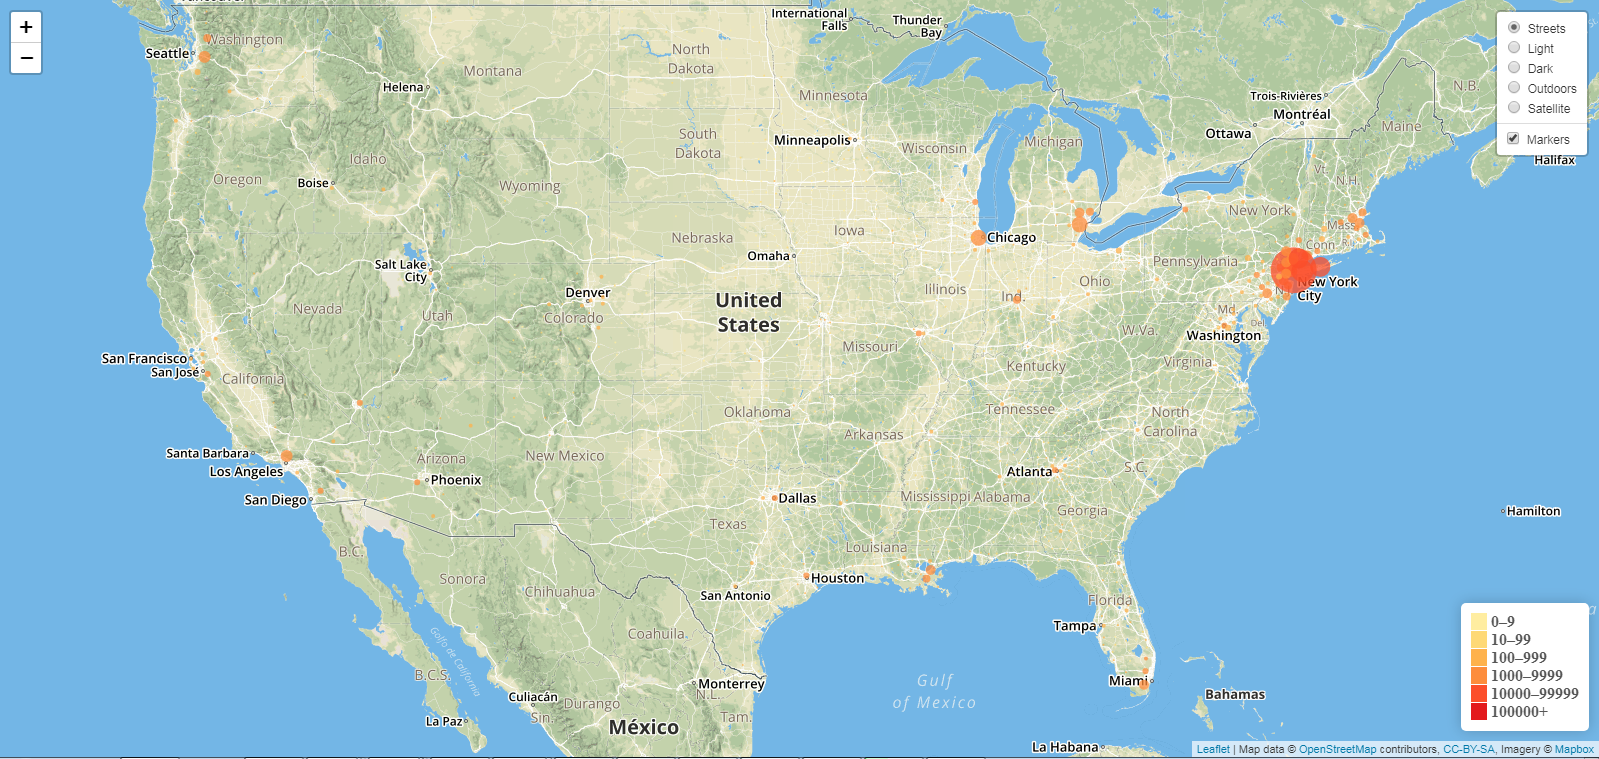 Vancouver
+
−
Washington
Seattle
International
Falls
Thunder
Bay
Streets
Light
Dark
Outdoors
Satellite
Markers
Montana
North
Dakota
Helena
Minnesota
N.B.
Trois-Rivières
Montréal
Ottawa
Maine
Halifax
South
Dakota
Minneapolis
Wisconsin
Michigan
Idaho
Oregon
Boise
Wyoming
Vt.
N.H.
New York
Mass.
Conn
Nebraska
Iowa
Chicago
Salt Lake
City
Omaha
Pennsylvania
Denver
Colorado
United
States
Illinois
Ind.
Ohio
New York
City
Nevada
Utah
Md.
Del
W.Va.
Washington
San Francisco
San José
California
Missouri
Kentucky
Virginia
Oklahoma
Tennessee
North
Carolina
Arkansas
Santa Barbara
Los Angeles
Arizona
New Mexico
Phoenix
Atlanta
S.C.
San Diego
Dallas
Mississippi
Alabama
Georgia
Hamilton
Texas
B.C.
Louisiana
Sonora
Chihuahua
Houston
San Antonio
Florida
Tampa
Coahuila
Golfo de California
B.C.S.
Monterrey
N.L.
Gulf
of Mexico
Miami
Bahamas
Culiacán
Durango
Sin.
La Paz
México
Tam.
La Habana
0–9
10–99
100–999
1000–9999
10000–99999
100000+
Leaflet | Map data © OpenStreetMap contributors, CC-BY-SA, Imagery © Mapbox